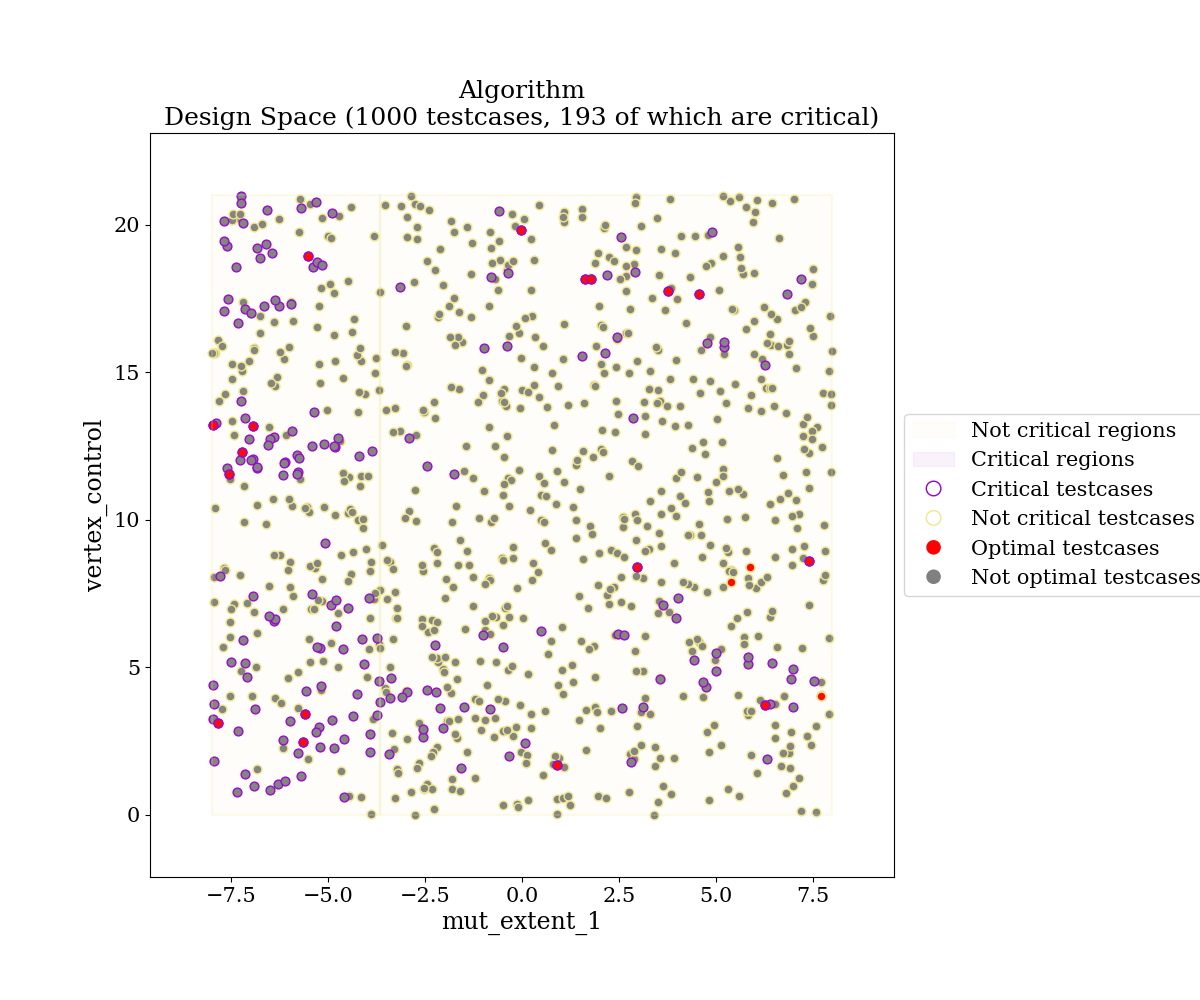 Algorithm
Design Space (1000 testcases, 193 of which are critical)
20
15
10
5
0
vertex_control
−7.5 −5.0 −2.5 0.0 2.5 5.0 7.5
mut_extent_1
Not critical regions
Critical regions
Critical testcases
Not critical testcases
Optimal testcases
Not optimal testcases